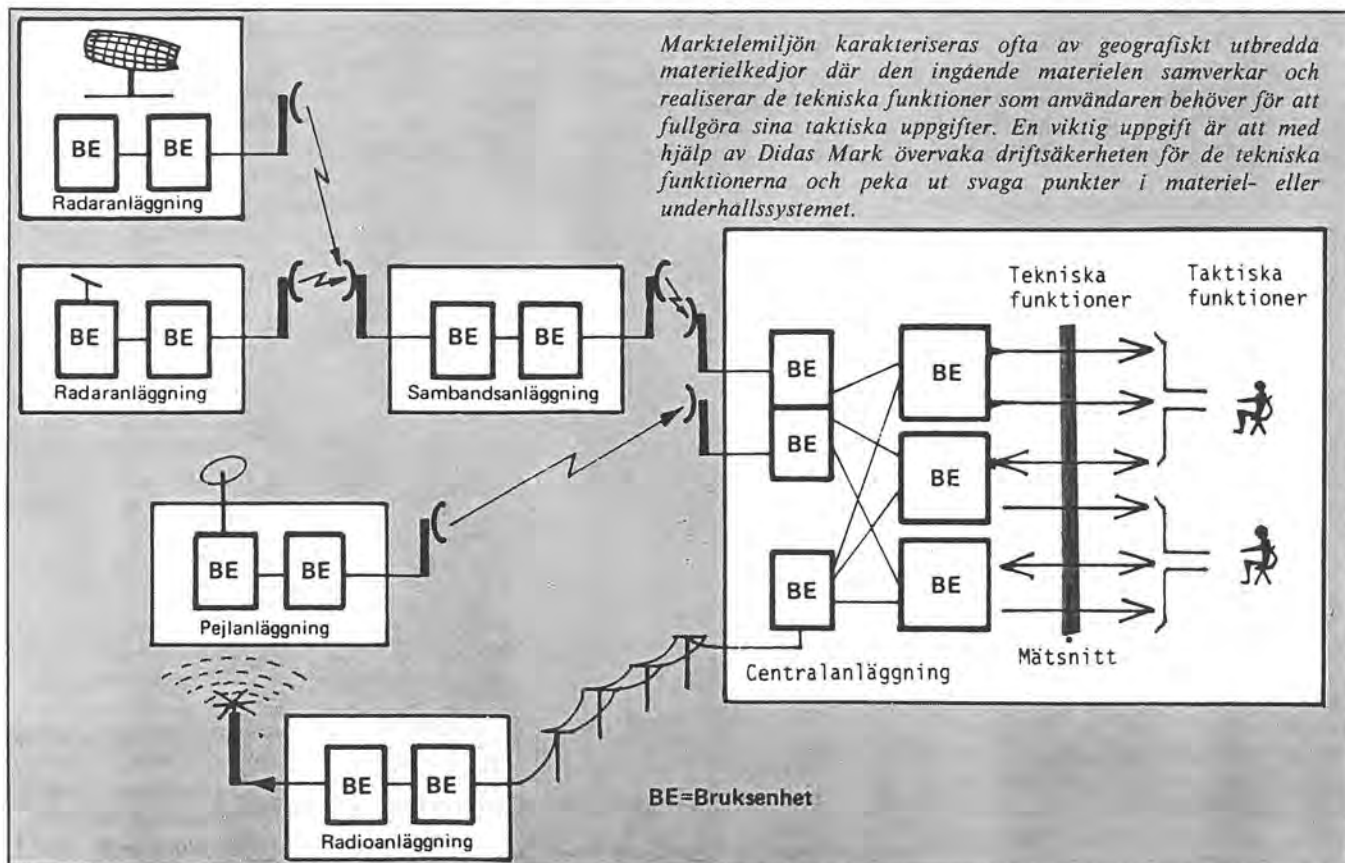 Marktelemiljön karakteriseras ofta av geografiskt utbredda
materielkedjor där den ingående materielen samverkar och
realiserar de tekniska funktioner som användaren behöver för att
fullgöra sina taktiska uppgifter. En viktig uppgift är att med
hjälp av Didas Mark övervaka driftsäkerheten för de tekniska
funktionerna och peka ut svaga punkter i materiel- eller
underhallssystemet.
BE BE
Radaranläggning
BE BE
Radaranläggning
BE BE
Sambandsanläggning
BE BE
Pejlanläggning
BE BE
Radioanläggning
Tekniska
funktioner
Taktiska
funktioner
BE
BE
BE
BE
BE
BE
Centralanläggning
Mätsnitt
BE=Bruksenhet